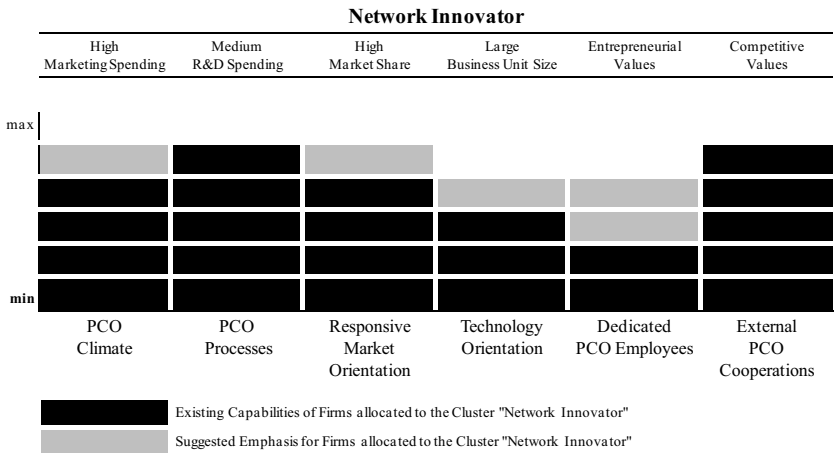 Network Innovator
High Marketing Spending
Medium R&D Spending
High Market Share
Large Business Unit Size
Entrepreneurial Values
Competitive Values
max
min
PCO Climate
PCO Processes
Responsive Market Orientation
Technology Orientation
Dedicated PCO Employees
External PCO Cooperations
Existing Capabilities of Firms allocated to the Cluster "Network Innovator"
Suggested Emphasis for Firms allocated to the Cluster "Network Innovator"